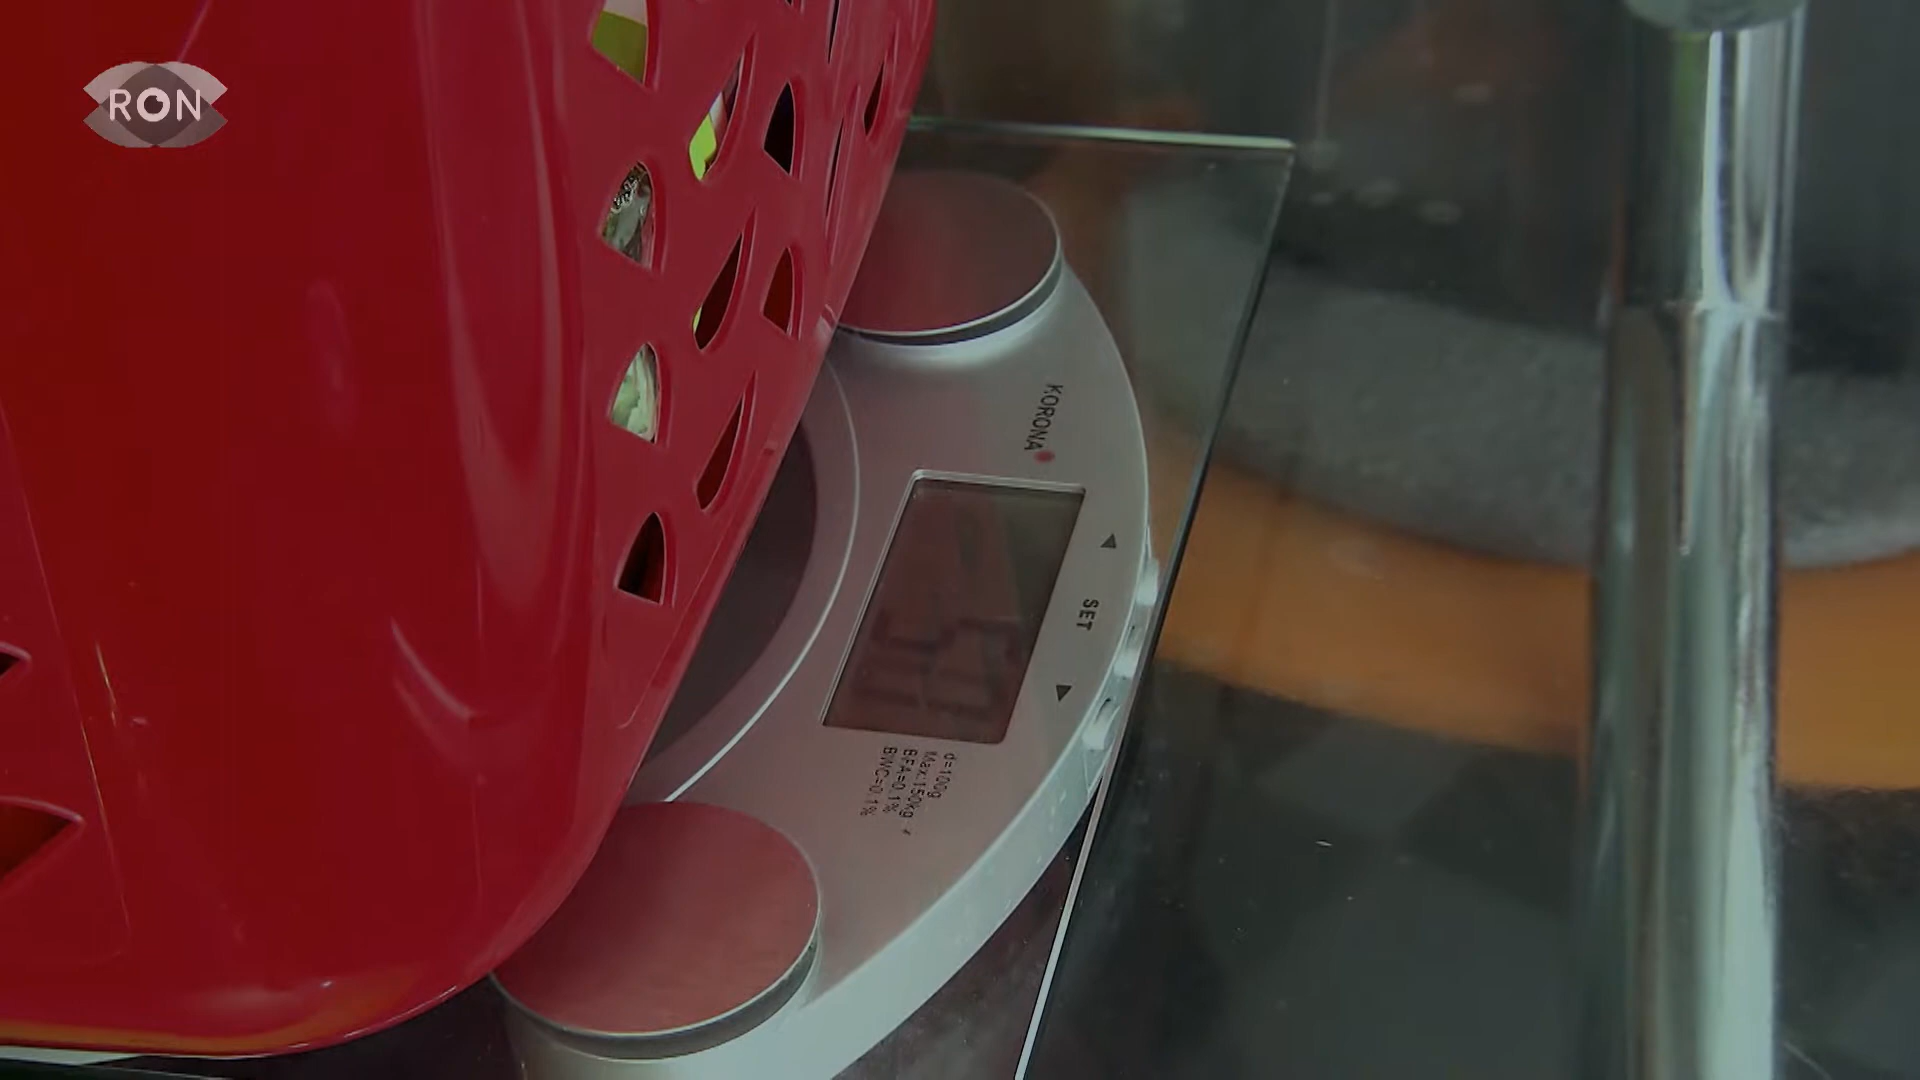 RON
KORONA
SET
d=100g
Max:150kg
BFA=0.1%
BWC=0.1%